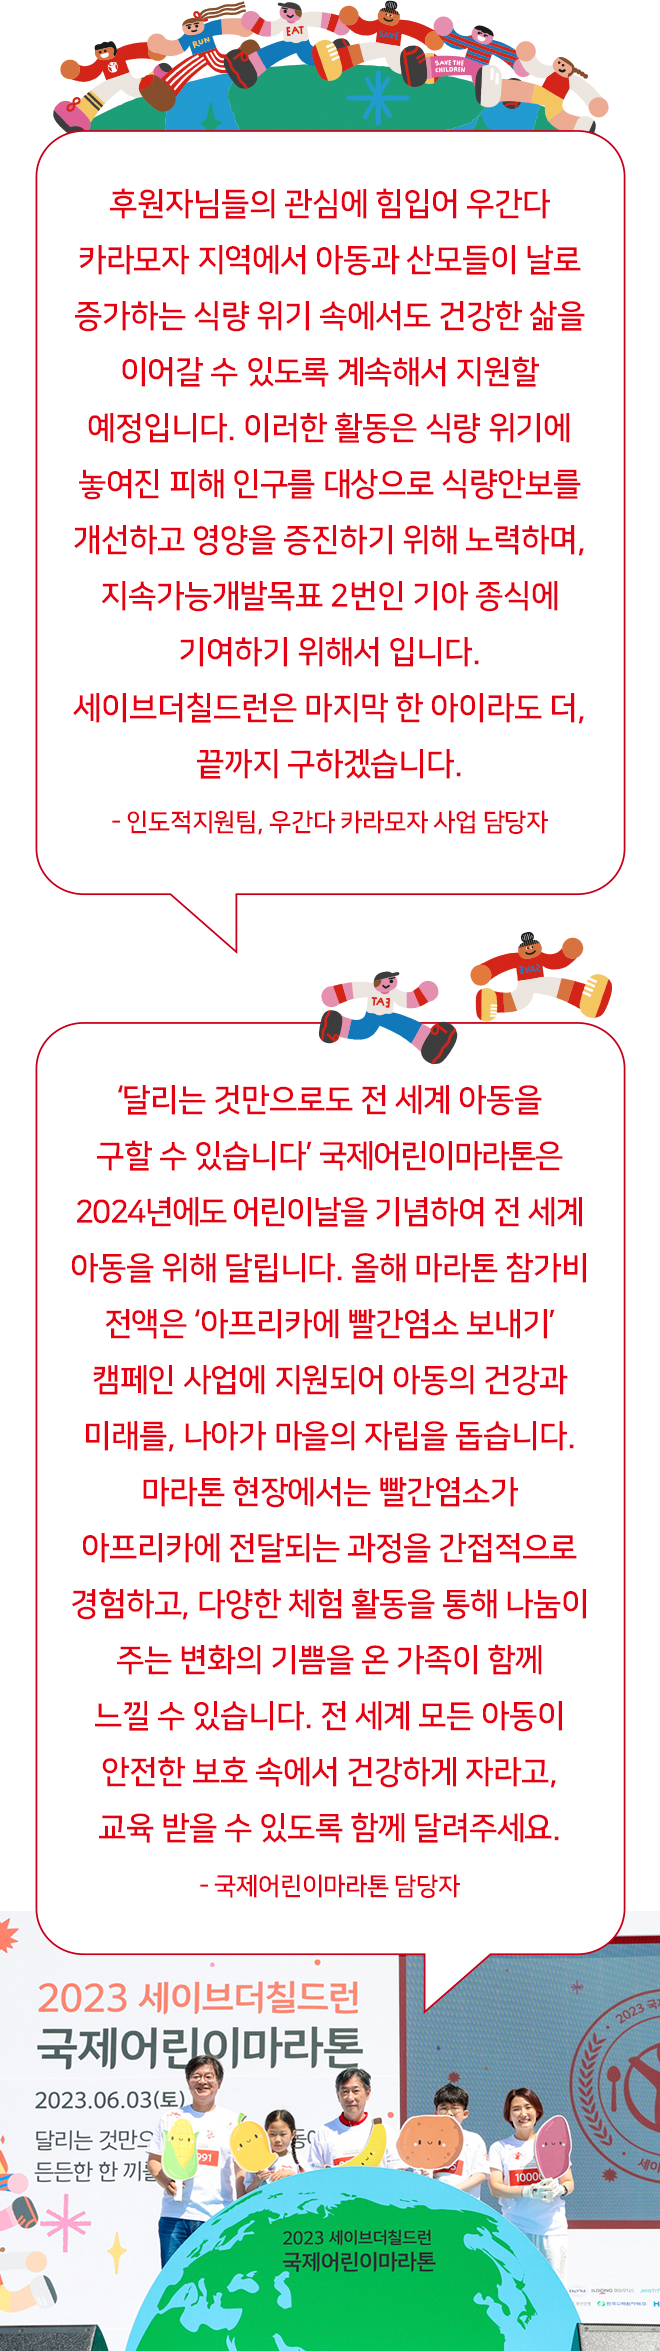 RUN
EAT
SAVE
SAVE THE
CHILDREN
후원자님들의 관심에 힘입어 우간다
카라모자 지역에서 아동과 산모들이 날로
증가하는 식량 위기 속에서도 건강한 삶을
이어갈 수 있도록 계속해서 지원할
예정입니다. 이러한 활동은 식량 위기에
놓여진 피해 인구를 대상으로 식량안보를
개선하고 영양을 증진하기 위해 노력하며,
지속가능개발목표 2번인 기아 종식에
기여하기 위해서 입니다.
세이브더칠드런은 마지막 한 아이라도 더,
끝까지 구하겠습니다.
- 인도적지원팀, 우간다 카라모자 사업 담당자
SAVE
EAT
‘달리는 것만으로도 전 세계 아동을
구할 수 있습니다’ 국제어린이마라톤은
2024년에도 어린이날을 기념하여 전 세계
아동을 위해 달립니다. 올해 마라톤 참가비
전액은 ‘아프리카에 빨간염소 보내기’
캠페인 사업에 지원되어 아동의 건강과
미래를, 나아가 마을의 자립을 돕습니다.
마라톤 현장에서는 빨간염소가
아프리카에 전달되는 과정을 간접적으로
경험하고, 다양한 체험 활동을 통해 나눔이
주는 변화의 기쁨을 온 가족이 함께
느낄 수 있습니다. 전 세계 모든 아동이
안전한 보호 속에서 건강하게 자라고,
교육 받을 수 있도록 함께 달려주세요.
- 국제어린이마라톤 담당자
2023 세이브더칠드런
국제어린이마라톤
2023.06.03(토)
달리는 것만으
든든한 한 끼를
2023 국
세이
991
1000
2023 세이브더칠드런
국제어린이마라톤